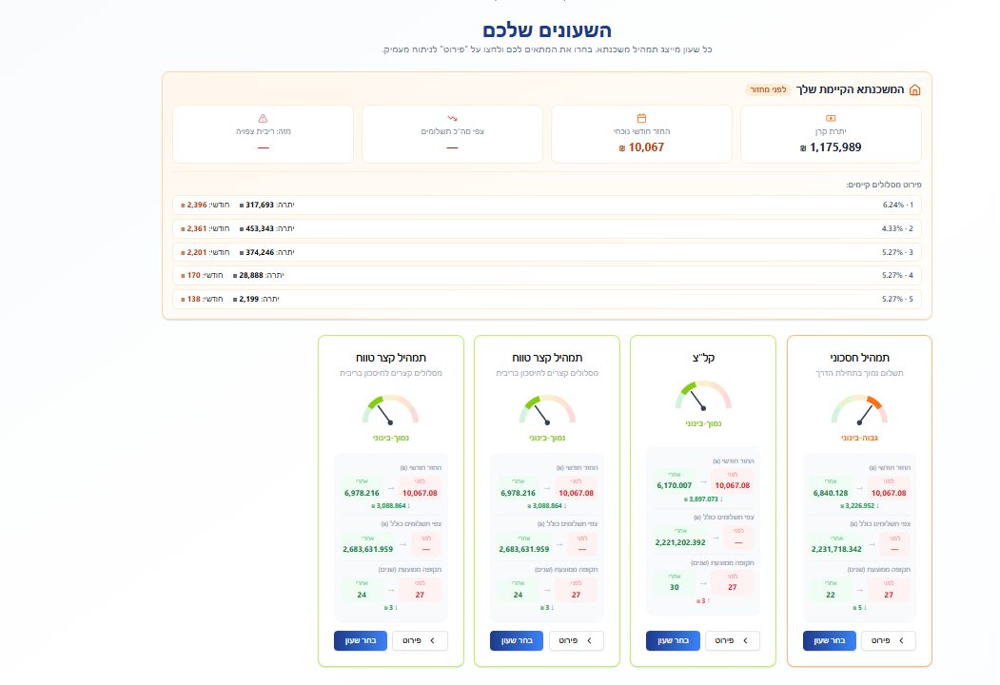 השעונים שלכם
כל שעון מייצג תמהיל משכנתא. בחרו את המתאים לכם ולחצו על "פירוט" לניתוח מעמיק.
המשכנתא הקיימת שלך לפני מחזור
יתרת קרן
1,175,989 ₪
החזר חודשי נוכחי
10,067 ₪
צפי סה"כ תשלומים
—
מזה: ריבית צפויה
—
פירוט מסלולים קיימים:
1 · 6.24% יתרה: 317,693 ₪ חודשי: 2,396 ₪
2 · 4.33% יתרה: 453,343 ₪ חודשי: 2,361 ₪
3 · 5.27% יתרה: 374,246 ₪ חודשי: 2,201 ₪
4 · 5.27% יתרה: 28,888 ₪ חודשי: 170 ₪
5 · 5.27% יתרה: 2,199 ₪ חודשי: 138 ₪
תמהיל חסכוני
תשלום נמוך בתחילת הדרך
גבוה-בינוני
החזר חודשי (₪)
לפני → אחרי
10,067.08 6,840.128
↓ 3,226.952 ₪
צפי תשלומים כולל (₪)
לפני → אחרי
— 2,231,718.342
תקופה ממוצעת (שנים)
לפני → אחרי
27 22
↓ 5 ₪
פירוט בחר שעון
קל"צ
נמוך-בינוני
החזר חודשי (₪)
לפני → אחרי
10,067.08 6,170.007
↓ 3,897.073 ₪
צפי תשלומים כולל (₪)
לפני → אחרי
— 2,221,202.392
תקופה ממוצעת (שנים)
לפני → אחרי
27 30
↑ 3 ₪
פירוט בחר שעון
תמהיל קצר טווח
מסלולים קצרים לחיסכון בריבית
נמוך-בינוני
החזר חודשי (₪)
לפני → אחרי
10,067.08 6,978.216
↓ 3,088.864 ₪
צפי תשלומים כולל (₪)
לפני → אחרי
— 2,683,631.959
תקופה ממוצעת (שנים)
לפני → אחרי
27 24
↓ 3 ₪
פירוט בחר שעון
תמהיל קצר טווח
מסלולים קצרים לחיסכון בריבית
נמוך-בינוני
החזר חודשי (₪)
לפני → אחרי
10,067.08 6,978.216
↓ 3,088.864 ₪
צפי תשלומים כולל (₪)
לפני → אחרי
— 2,683,631.959
תקופה ממוצעת (שנים)
לפני → אחרי
27 24
↓ 3 ₪
פירוט בחר שעון